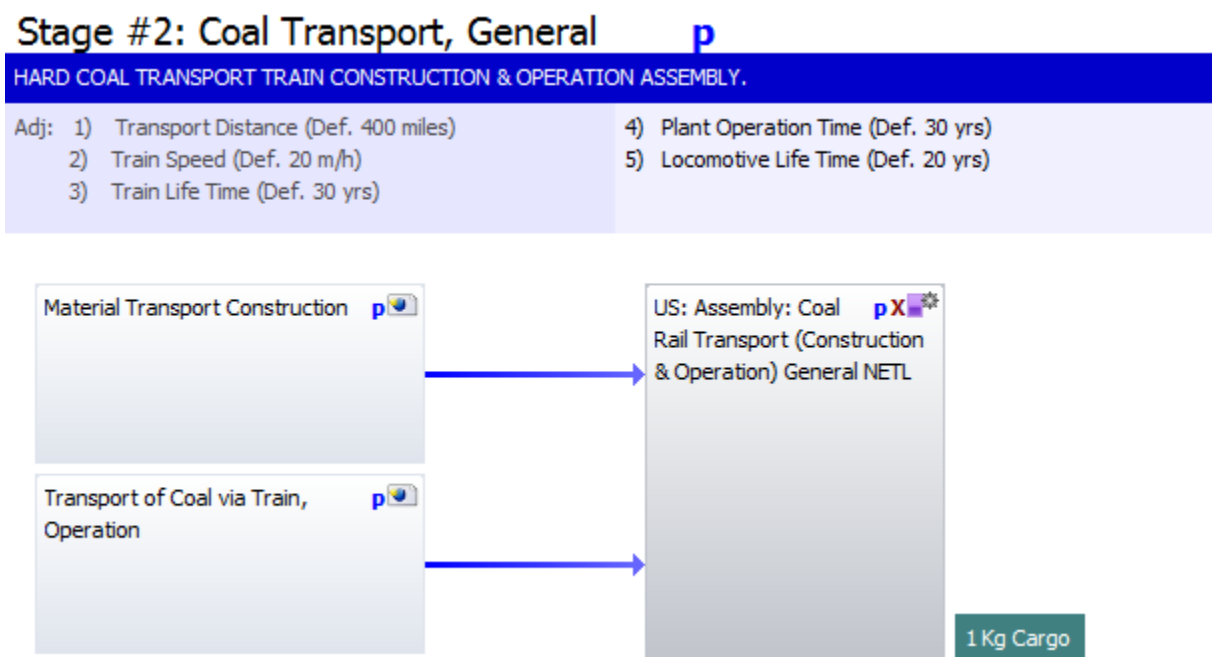 Stage #2: Coal Transport, General p
HARD COAL TRANSPORT TRAIN CONSTRUCTION & OPERATION ASSEMBLY.
Adj: 1) Transport Distance (Def. 400 miles)
2) Train Speed (Def. 20 m/h)
3) Train Life Time (Def. 30 yrs)
4) Plant Operation Time (Def. 30 yrs)
5) Locomotive Life Time (Def. 20 yrs)
Material Transport Construction p
US: Assembly: Coal p X
Rail Transport (Construction
& Operation) General NETL
Transport of Coal via Train, p
Operation
1 Kg Cargo